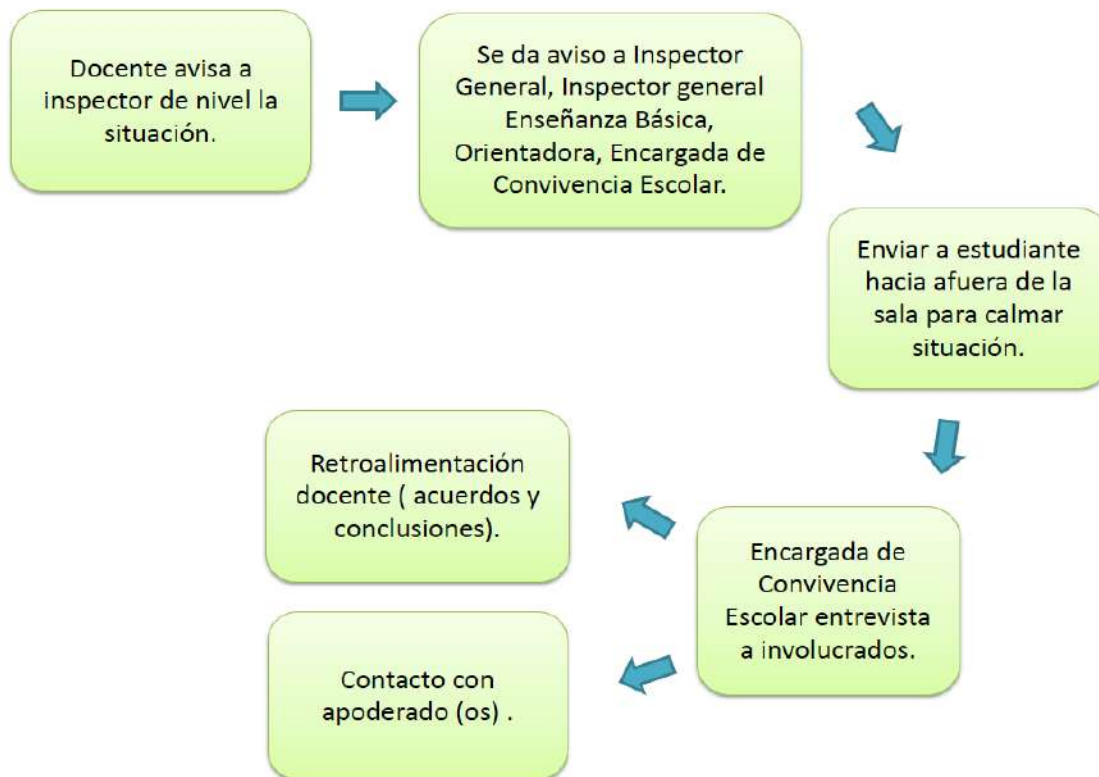 Docente avisa a
inspector de nivel la
situación.
Se da aviso a Inspector
General, Inspector general
Enseñanza Básica,
Orientadora, Encargada de
Convivencia Escolar.
Enviar a estudiante
hacia afuera de la
sala para calmar
situación.
Encargada de
Convivencia
Escolar entrevista
a involucrados.
Retroalimentación
docente ( acuerdos y
conclusiones).
Contacto con
apoderado (os) .